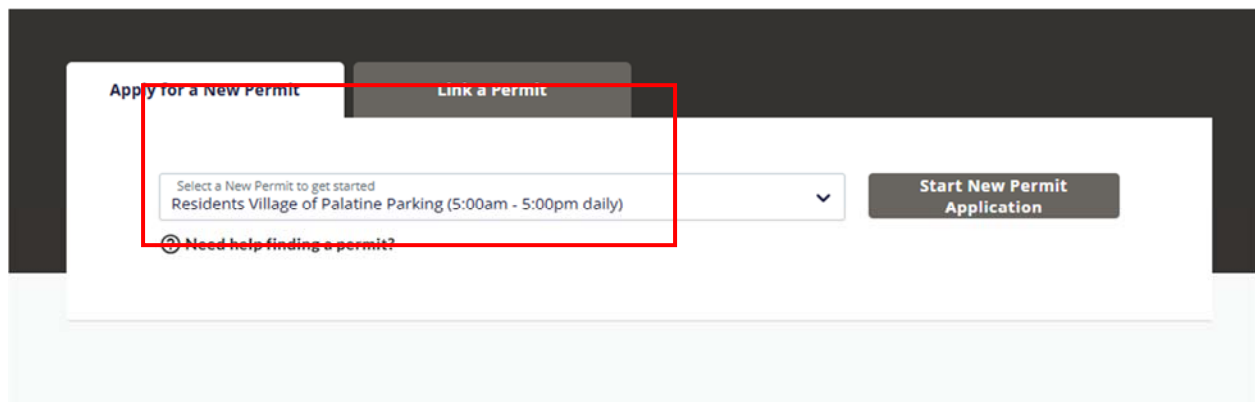 Apply for a New Permit
Link a Permit
Select a New Permit to get started
Residents Village of Palatine Parking (5:00am - 5:00pm daily)
Start New Permit
Application
Need help finding a permit?